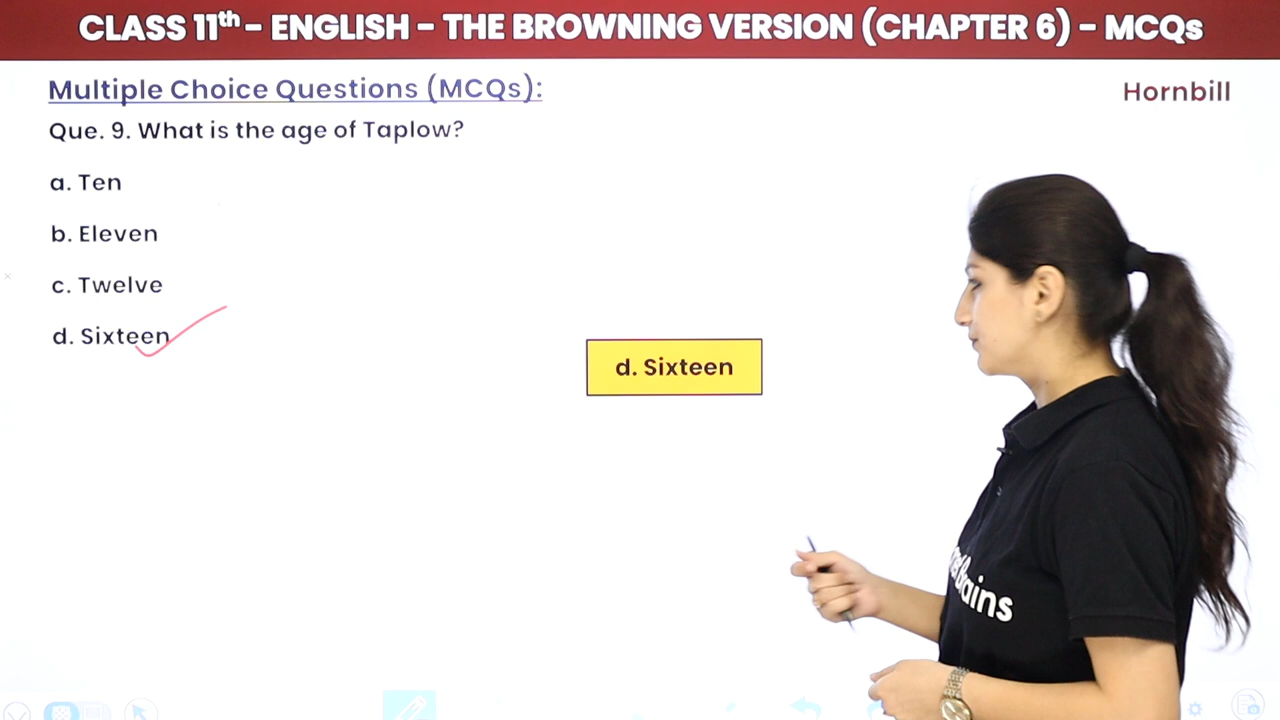 CLASS 11th - ENGLISH - THE BROWNING VERSION (CHAPTER 6) - MCQs
Multiple Choice Questions (MCQs):
Hornbill
Que. 9. What is the age of Taplow?
a. Ten
b. Eleven
c. Twelve
d. Sixteen
d. Sixteen